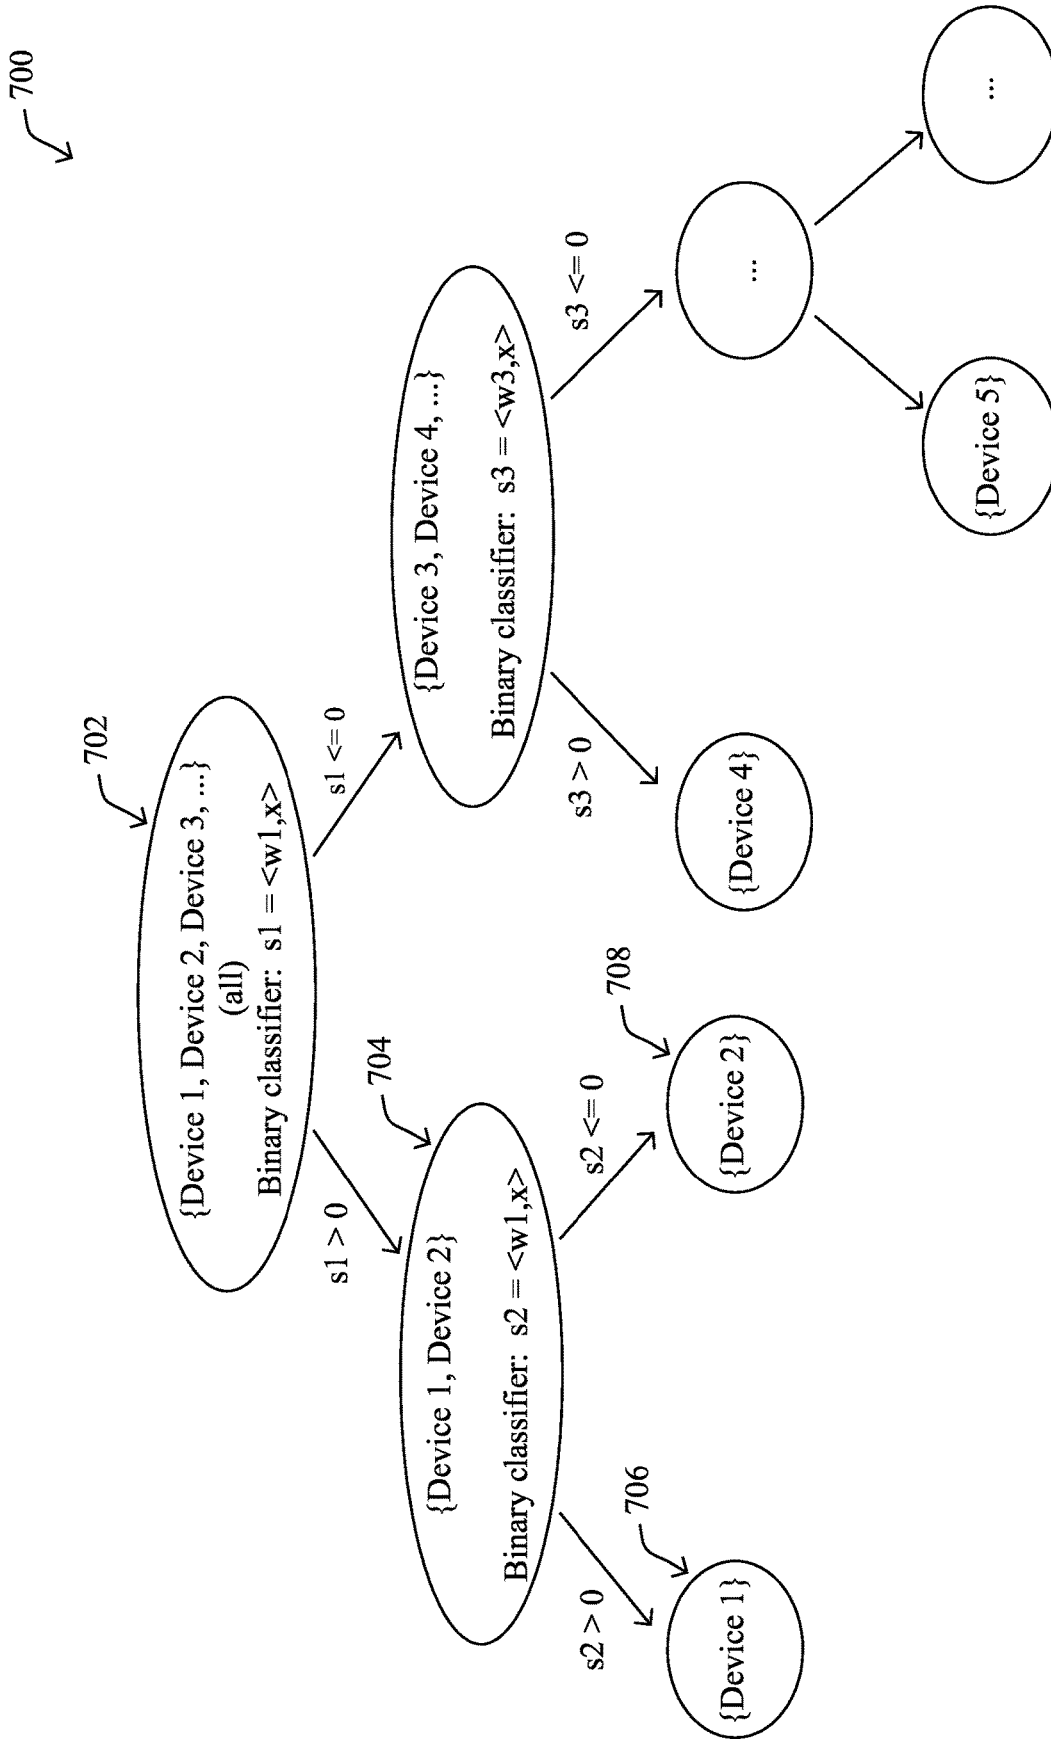 700
702
{Device 1, Device 2, Device 3, ...}
(all)
Binary classifier: s1 = <w1,x>
s1 > 0
s1 <= 0
704
{Device 1, Device 2}
Binary classifier: s2 = <w1,x>
{Device 3, Device 4, ...}
Binary classifier: s3 = <w3,x>
s2 > 0
s2 <= 0
s3 > 0
s3 <= 0
706
708
{Device 1}
{Device 2}
{Device 4}
...
{Device 5}
...